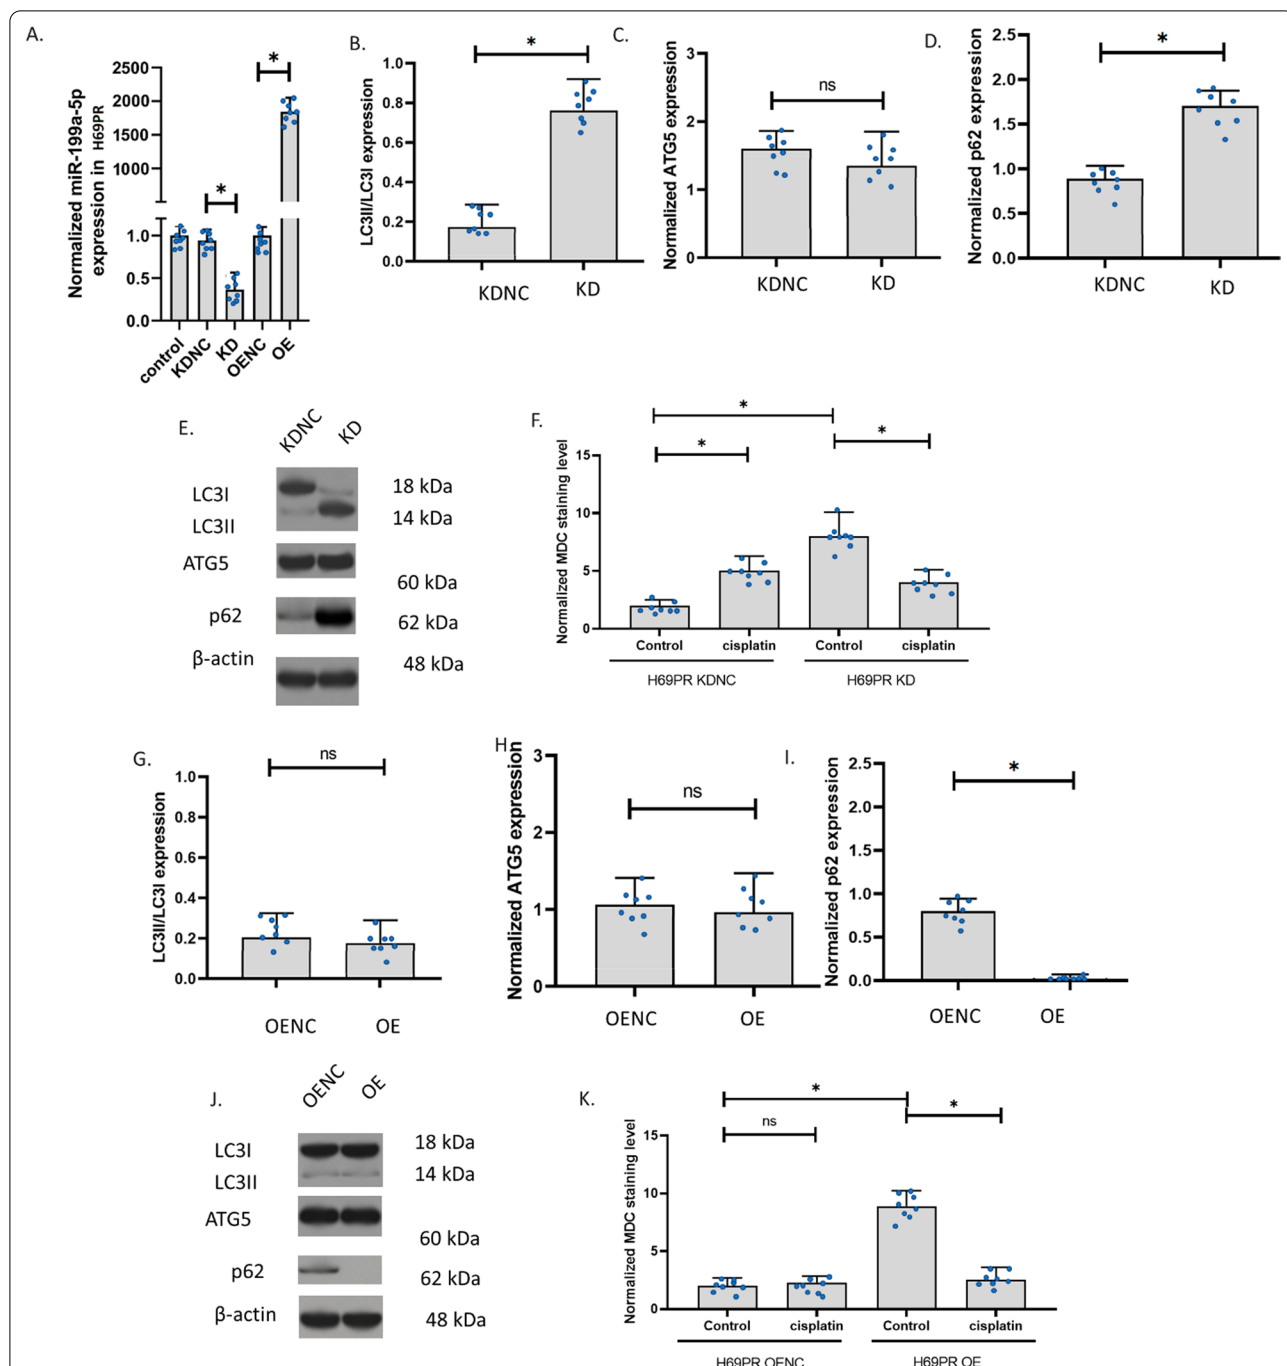 A.
Normalized miR-199a-5p
expression in H69PR
2500
2000
1500
1000
1.0
0.5
0.0
*
*
control
KDNC
KD
OENC
OE
B.
LC3II/LC3I expression
1.0
0.8
0.6
0.4
0.2
0.0
*
KDNC
KD
C.
Normalized ATG5 expression
3
2
1
0
ns
KDNC
KD
D.
Normalized p62 expression
2.5
2.0
1.5
1.0
0.5
0.0
*
KDNC
KD
E.
KDNC
KD
LC3I
18 kDa
LC3II
14 kDa
ATG5
60 kDa
p62
62 kDa
β-actin
48 kDa
F.
Normalized MDC staining level
15
10
5
0
*
*
*
Control
cisplatin
Control
cisplatin
H69PR KDNC
H69PR KD
G.
LC3II/LC3I expression
1.0
0.8
0.6
0.4
0.2
0.0
ns
OENC
OE
H.
Normalized ATG5 expression
3
2
1
0
ns
OENC
OE
I.
Normalized p62 expression
2.5
2.0
1.5
1.0
0.5
0.0
*
OENC
OE
J.
OENC
OE
LC3I
18 kDa
LC3II
14 kDa
ATG5
60 kDa
p62
62 kDa
β-actin
48 kDa
K.
Normalized MDC staining level
15
10
5
0
*
ns
*
Control
cisplatin
Control
cisplatin
H69PR OENC
H69PR OE